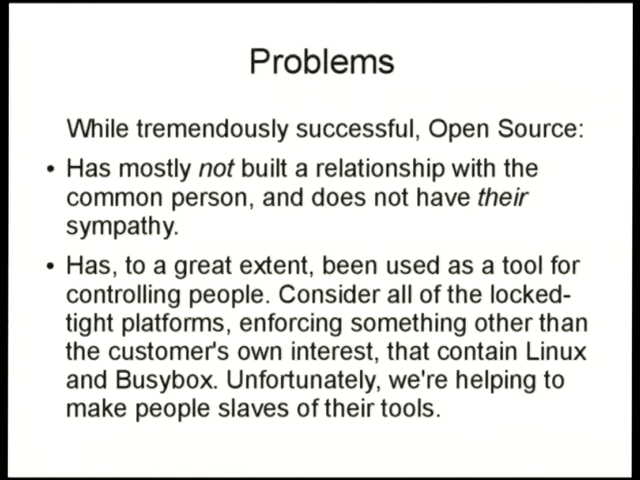 Problems
While tremendously successful, Open Source:
• Has mostly not built a relationship with the
common person, and does not have their
sympathy.
• Has, to a great extent, been used as a tool for
controlling people. Consider all of the locked-
tight platforms, enforcing something other than
the customer's own interest, that contain Linux
and Busybox. Unfortunately, we're helping to
make people slaves of their tools.